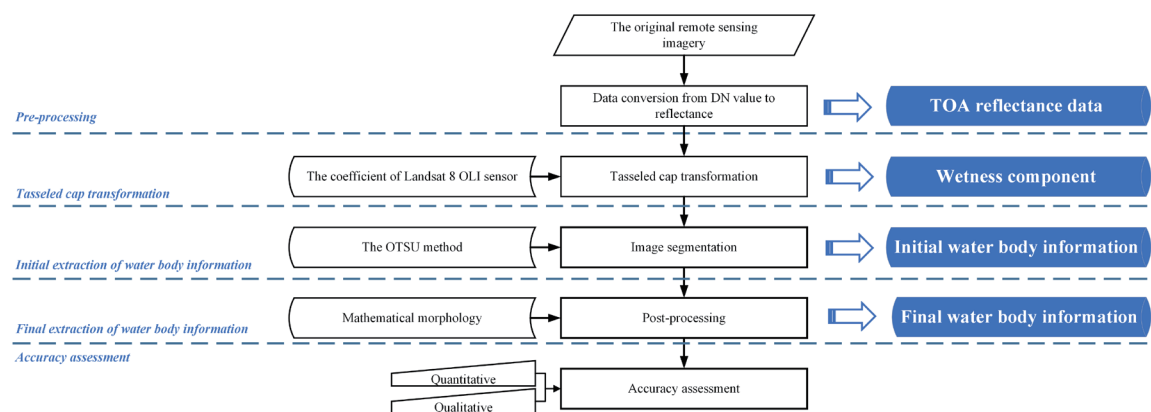 The original remote sensing
imagery
Data conversion from DN value to
reflectance
TOA reflectance data
Pre-processing
The coefficient of Landsat 8 OLI sensor
Tasseled cap transformation
Wetness component
Tasseled cap transformation
The OTSU method
Image segmentation
Initial water body information
Initial extraction of water body information
Mathematical morphology
Post-processing
Final water body information
Final extraction of water body information
Accuracy assessment
Quantitative
Accuracy assessment
Qualitative